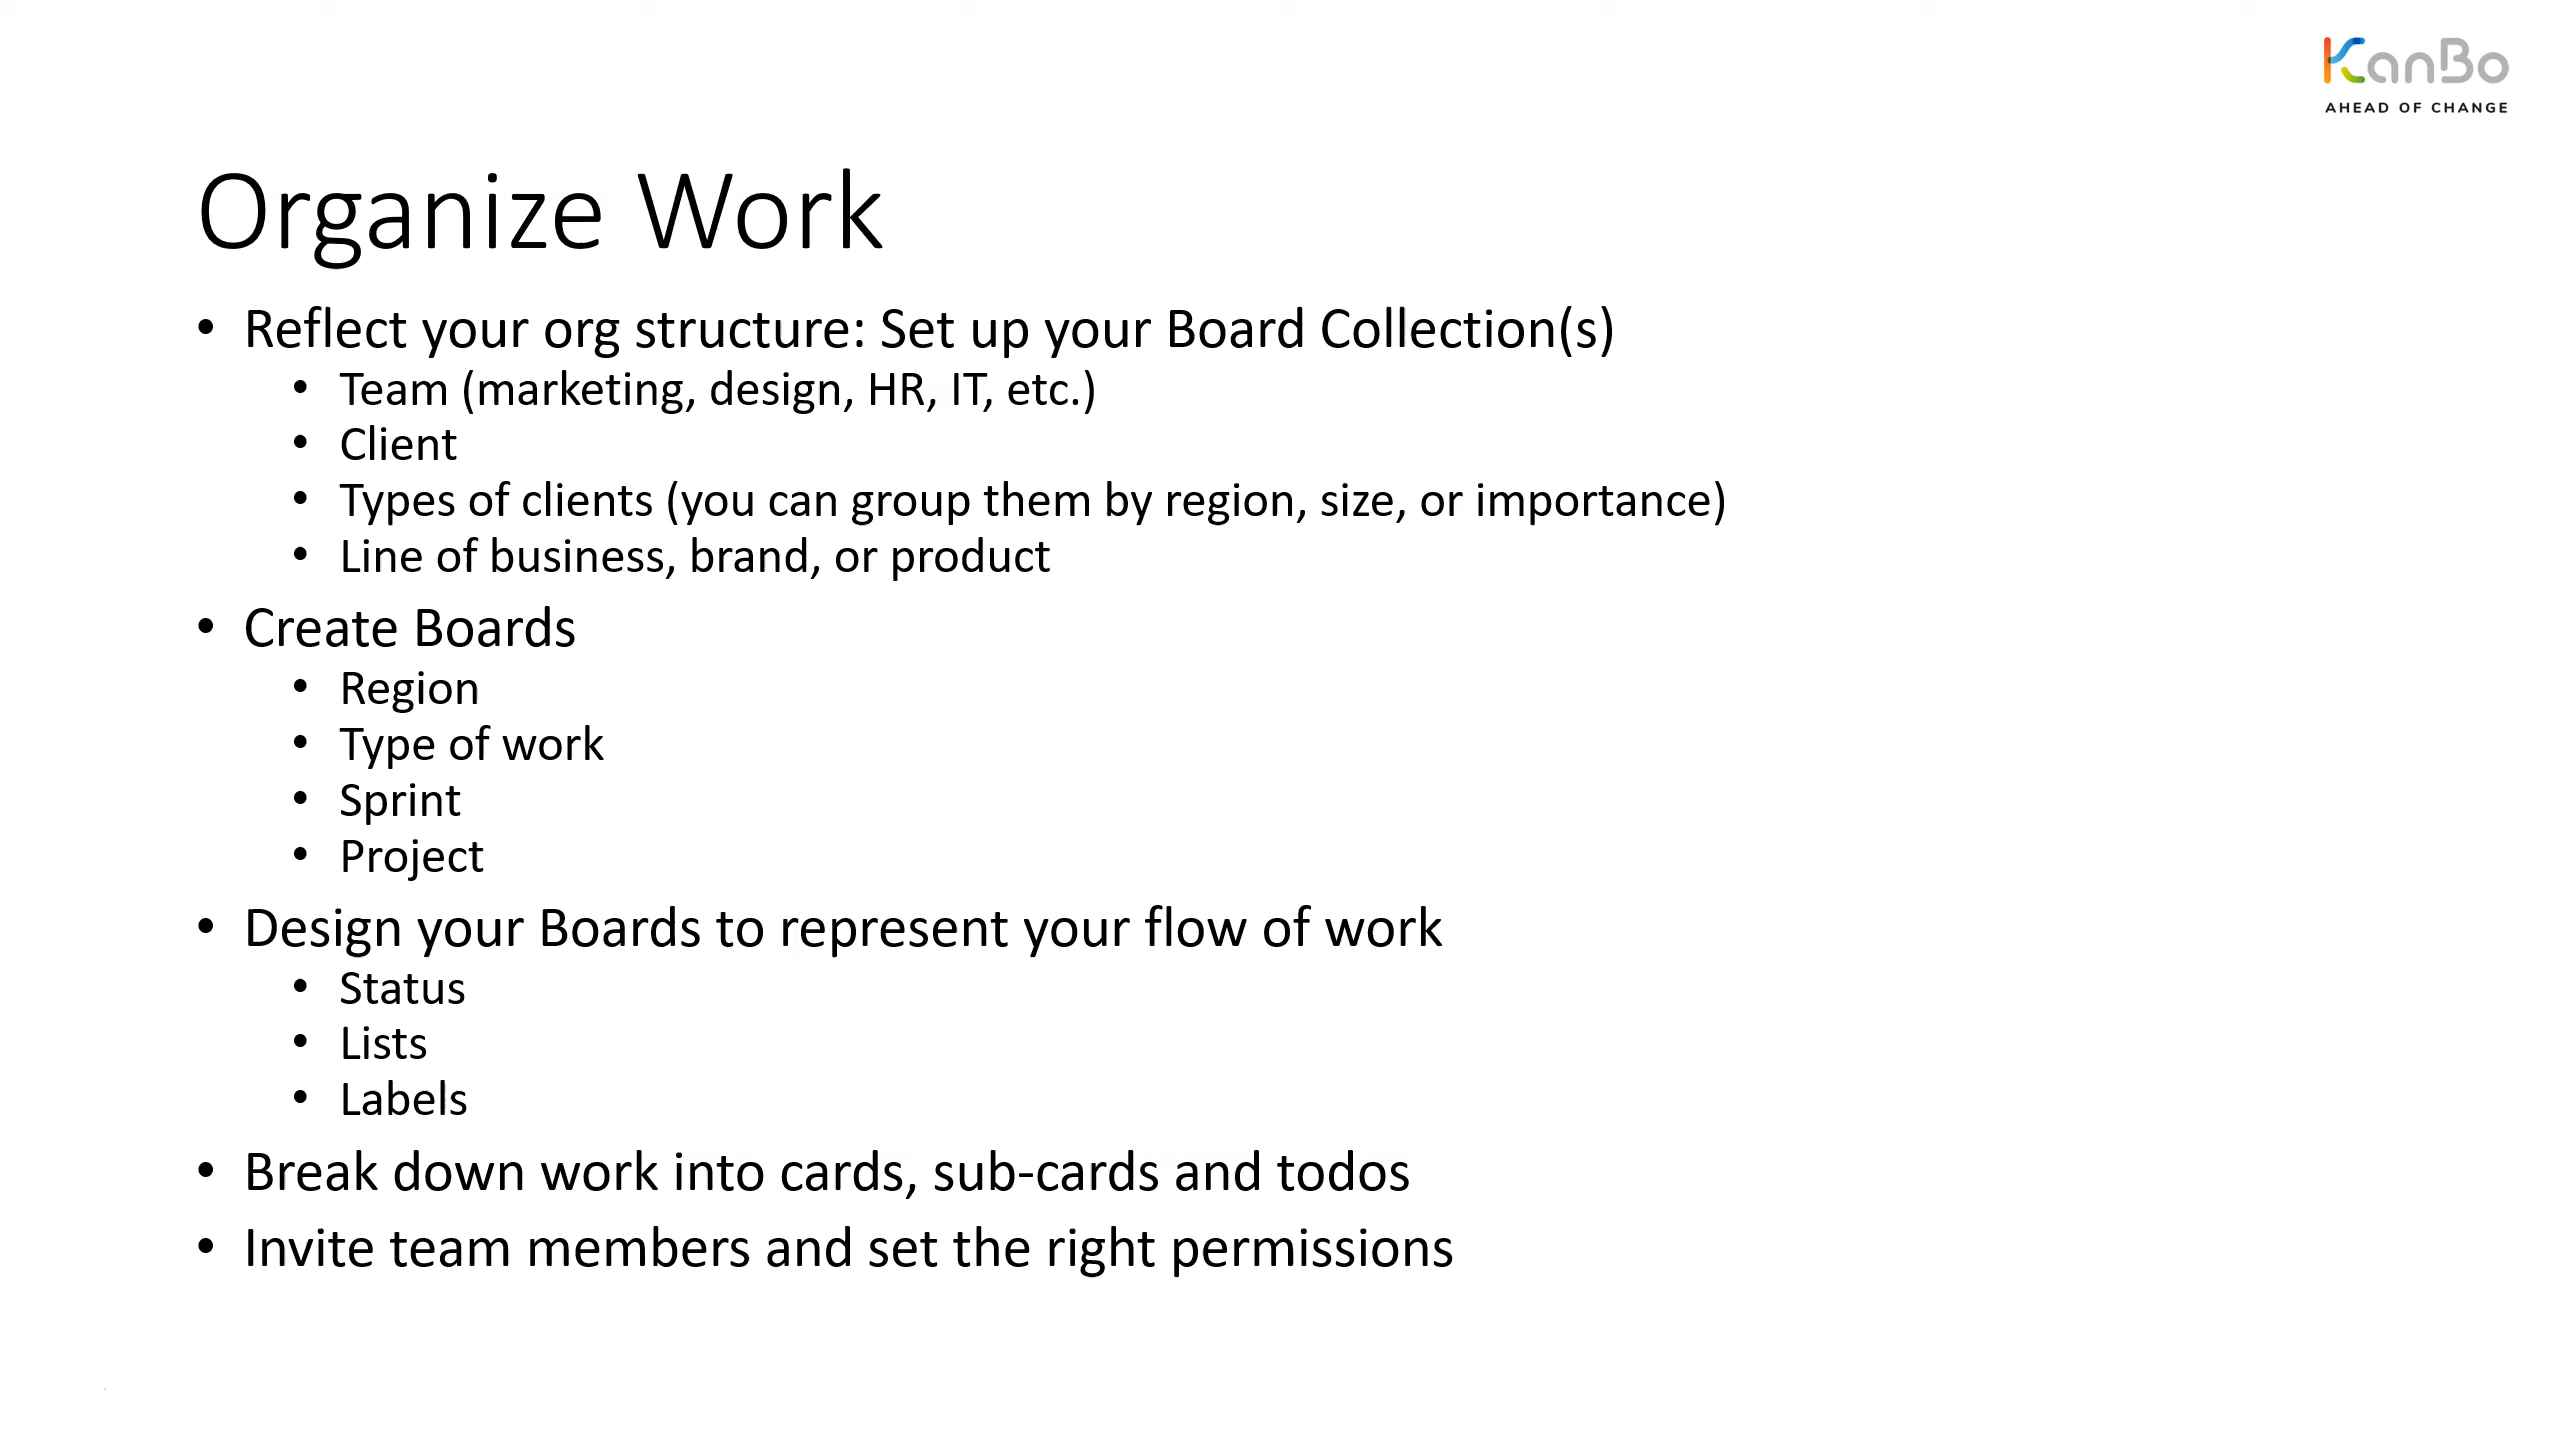 KanBo
AHEAD OF CHANGE
Organize Work
• Reflect your org structure: Set up your Board Collection(s)
• Team (marketing, design, HR, IT, etc.)
• Client
• Types of clients (you can group them by region, size, or importance)
• Line of business, brand, or product
• Create Boards
• Region
• Type of work
• Sprint
• Project
• Design your Boards to represent your flow of work
• Status
• Lists
• Labels
• Break down work into cards, sub-cards and todos
• Invite team members and set the right permissions